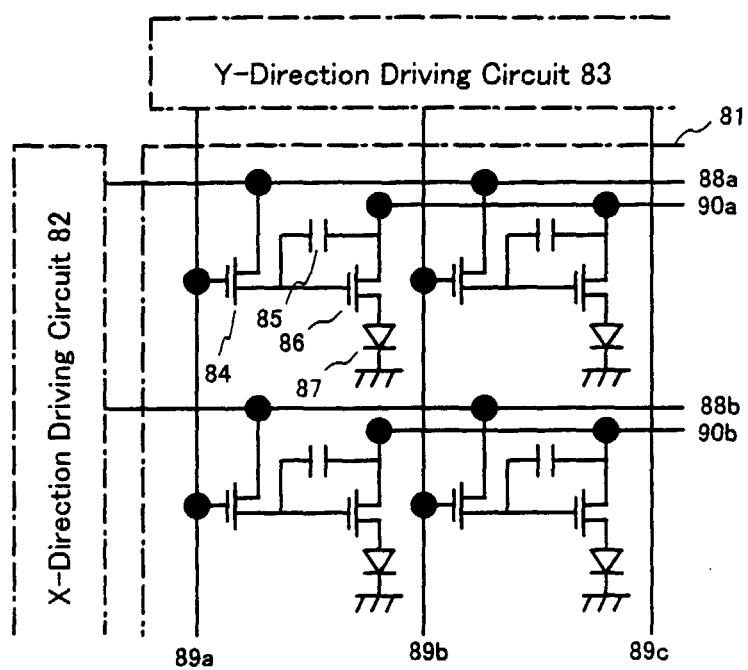 Y-Direction Driving Circuit 83
81
X-Direction Driving Circuit 82
88a
90a
84
85
86
87
88b
90b
89a
89b
89c